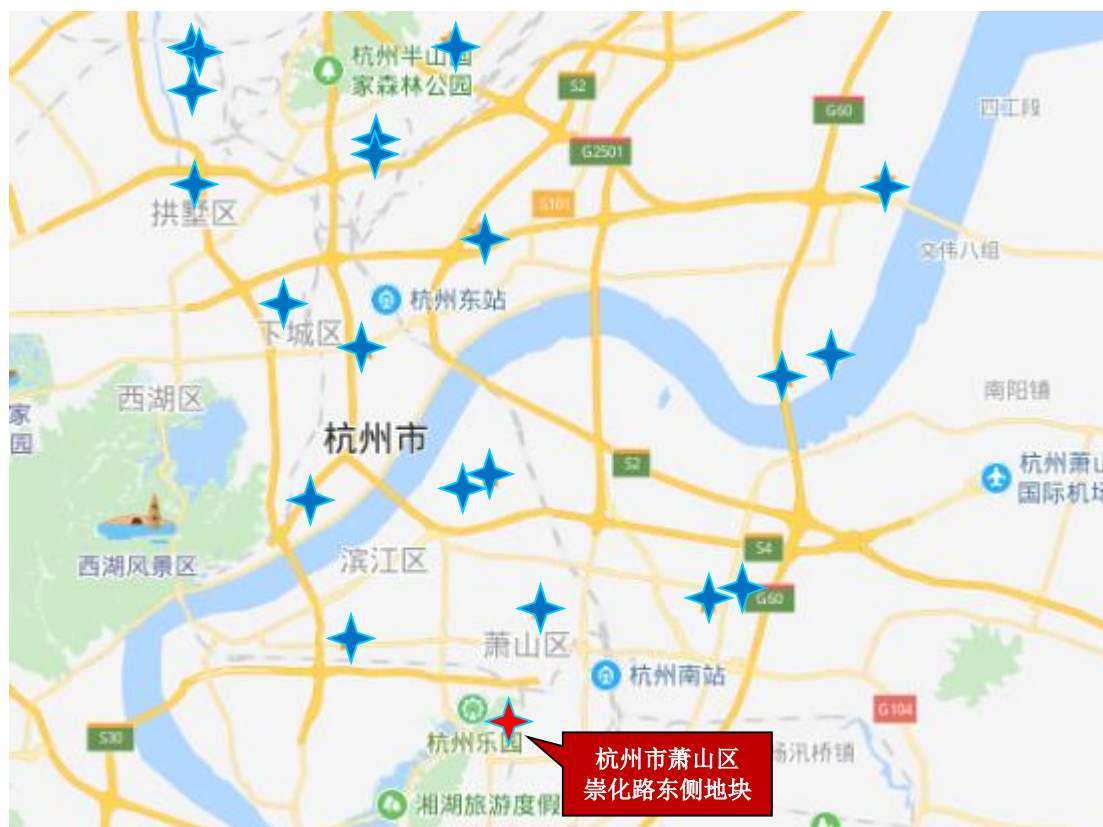 杭州半山国
家森林公园
S2
G60
四工段
G2501
S101
拱墅区
文伟八组
杭州东站
下城区
西湖区
家
园
南阳镇
杭州市
S2
杭州萧山
国际机场
西湖风景区
滨江区
S4
G60
萧山区
杭州南站
G104
S30
杭州乐园
杭州市萧山区
崇化路东侧地块
汛桥镇
湘湖旅游度假